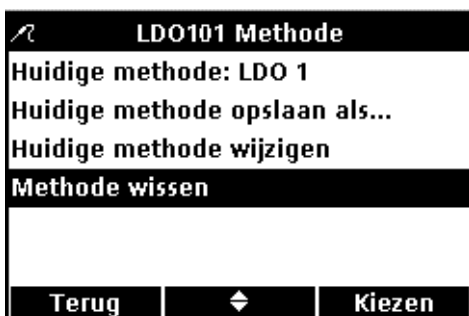 LDO101 Methode
Huidige methode: LDO 1
Huidige methode opslaan als...
Huidige methode wijzigen
Methode wissen
Terug
Kiezen